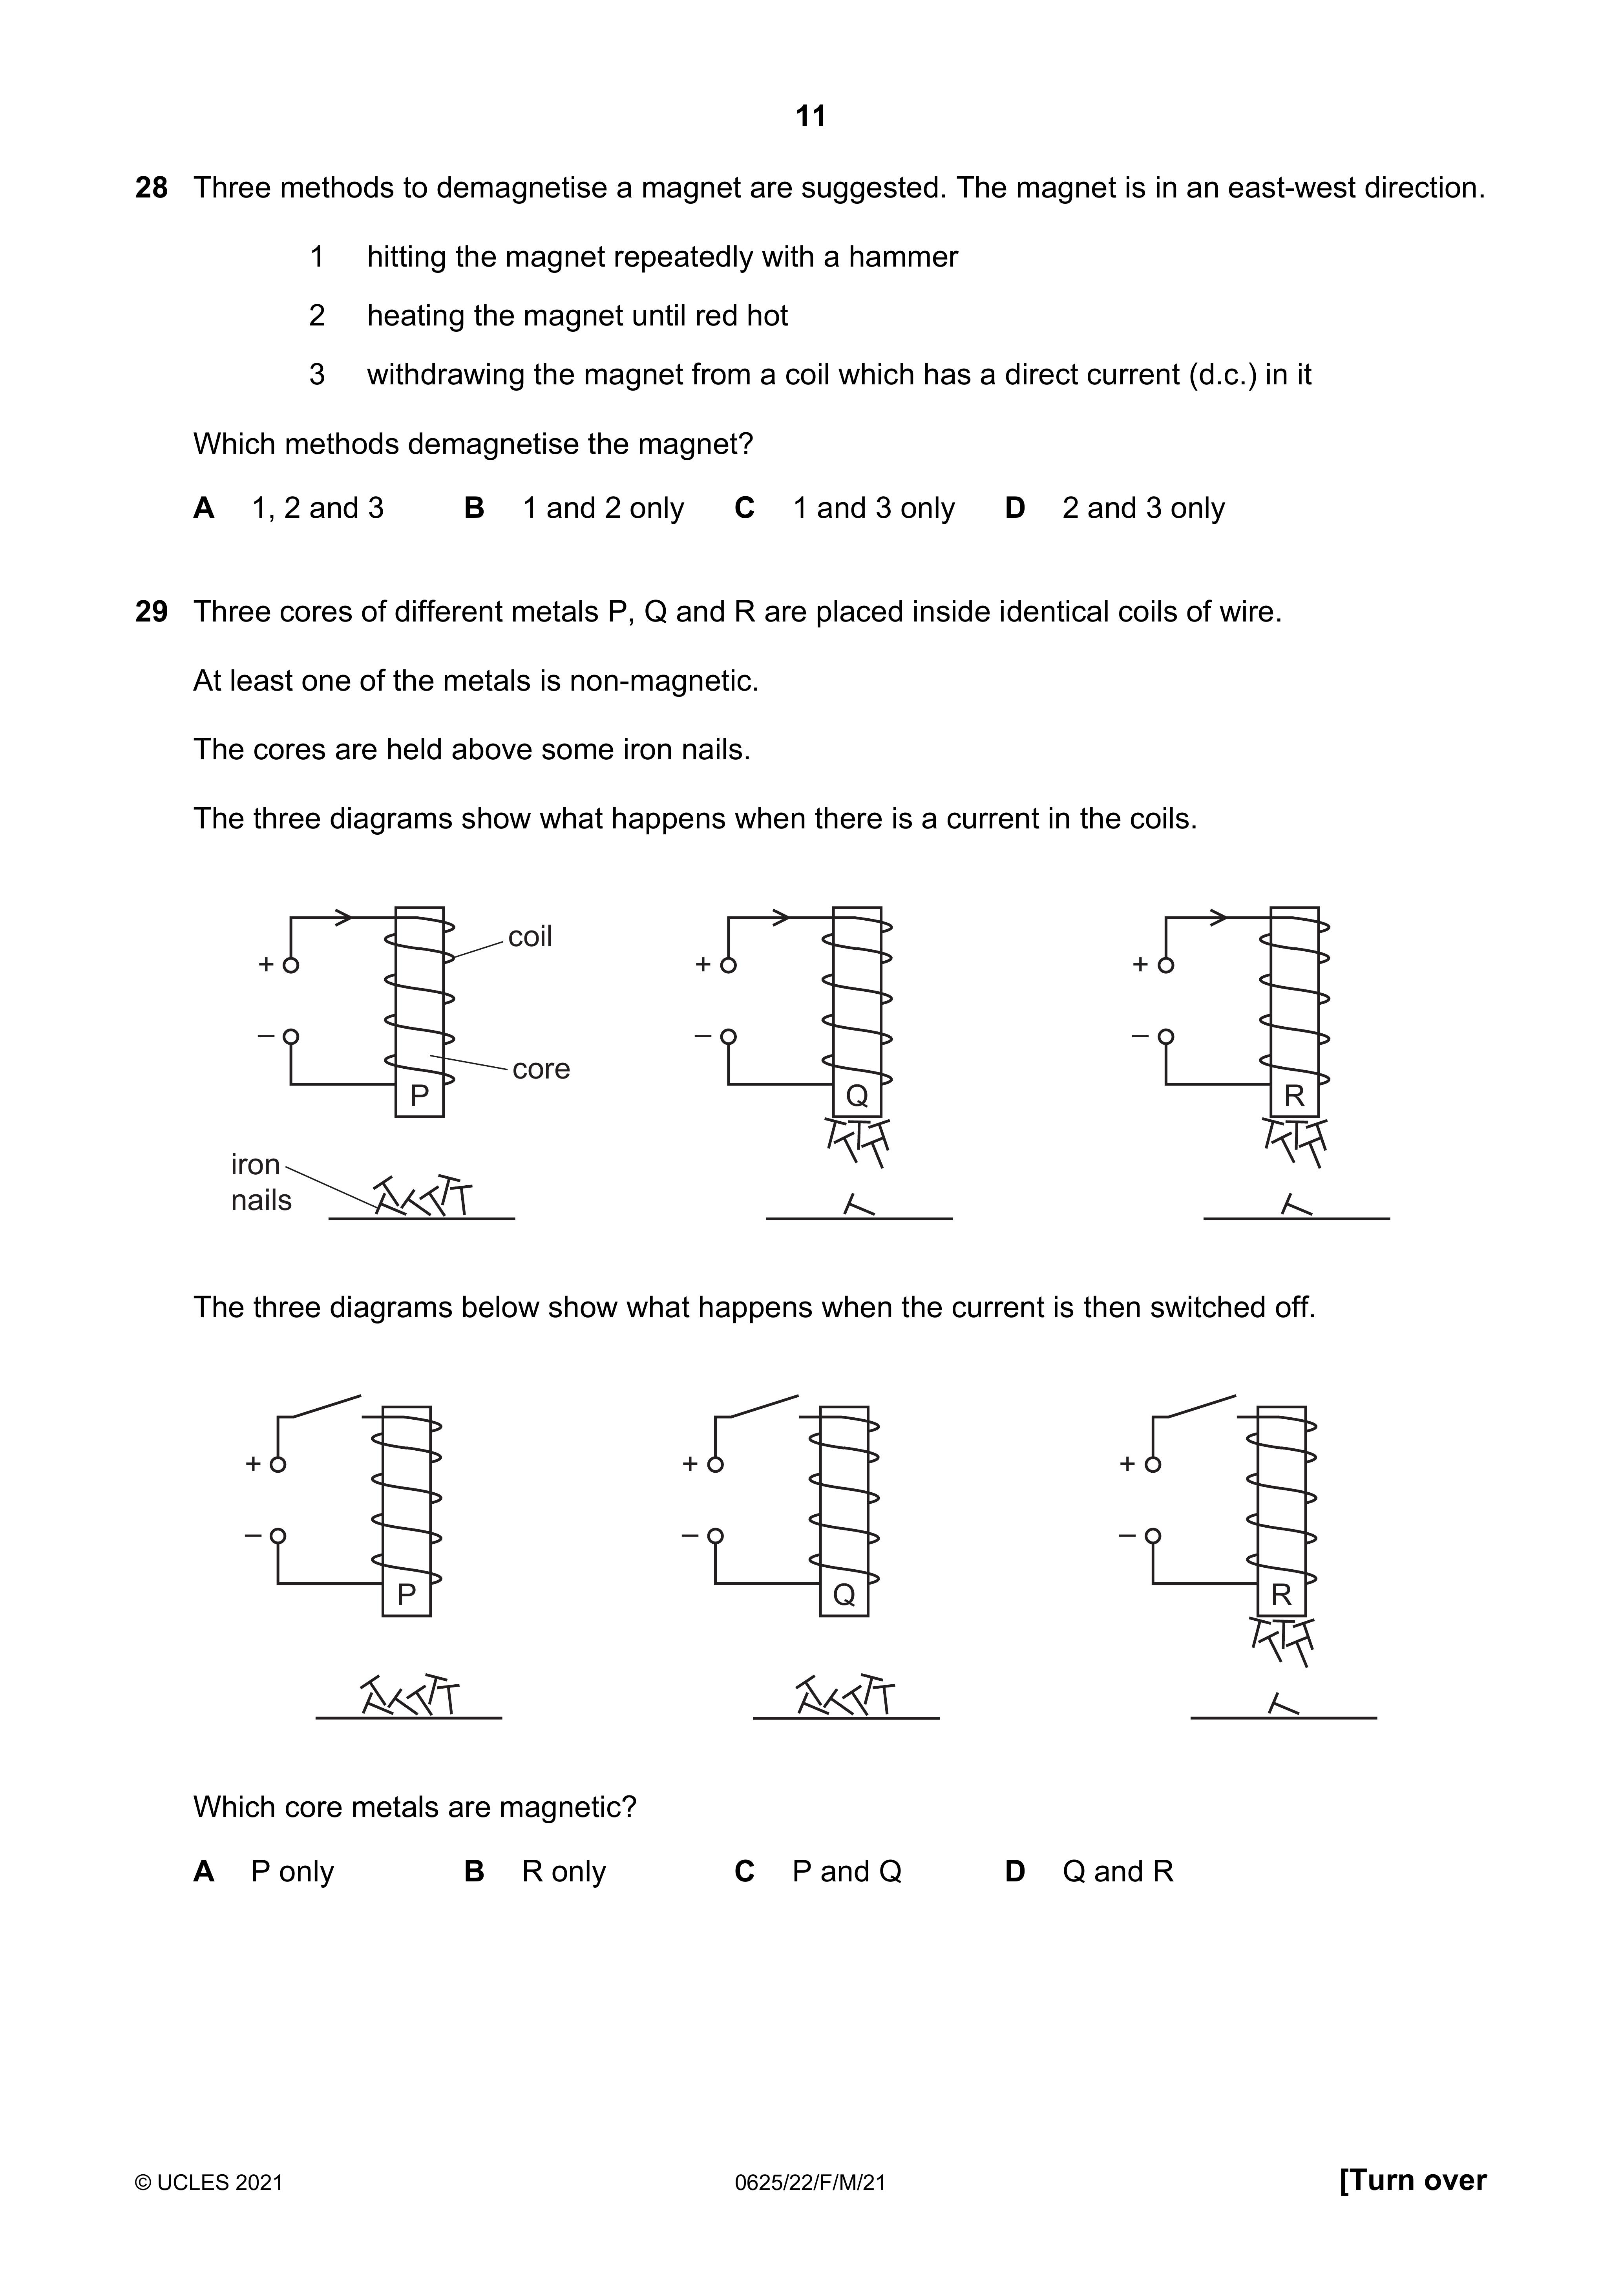 11
28 Three methods to demagnetise a magnet are suggested. The magnet is in an east-west direction.
1 hitting the magnet repeatedly with a hammer
2 heating the magnet until red hot
3 withdrawing the magnet from a coil which has a direct current (d.c.) in it
Which methods demagnetise the magnet?
A 1, 2 and 3 B 1 and 2 only C 1 and 3 only D 2 and 3 only
29 Three cores of different metals P, Q and R are placed inside identical coils of wire.
At least one of the metals is non-magnetic.
The cores are held above some iron nails.
The three diagrams show what happens when there is a current in the coils.
coil
+ + +
– – –
core
P Q R
iron
nails
The three diagrams below show what happens when the current is then switched off.
+ + +
– – –
P Q R
Which core metals are magnetic?
A P only B R only C P and Q D Q and R
© UCLES 2021 0625/22/F/M/21 [Turn over